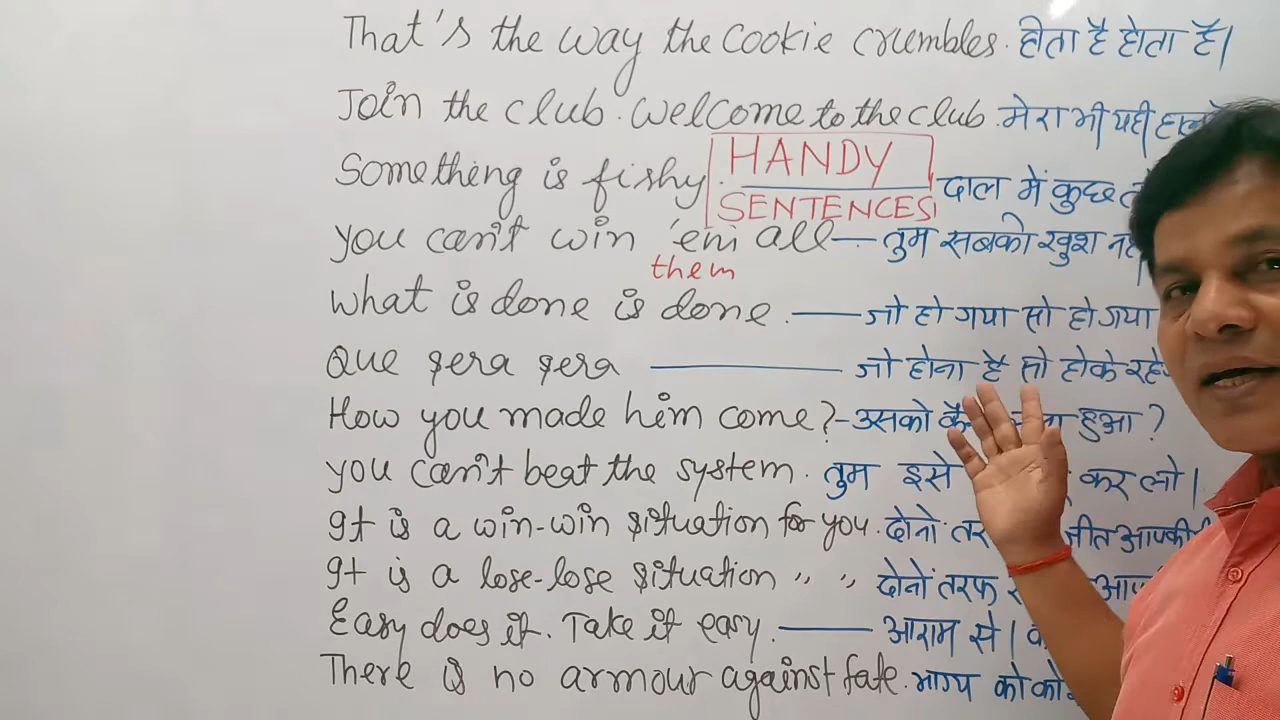 That's the way the cookie crumbles. होता है होता है।
Join the club. Welcome to the club. मेरा भी यही हाल
HANDY
SENTENCES
Something is fishy. दाल में कुछ
You can't win 'em all — तुम सबको खुश
them
What is done is done. — जो हो गया सो हो गया
Que sera sera — जो होना है सो होके
How you made him come? - उसको हुआ?
You can't beat the system. तुम इसे कर लो।
It is a win-win situation for you. दोनों जीत आपकी
It is a lose-lose situation " " दोनों तरफ
Easy does it. Take it easy. — आराम से।
There is no armour against fate. भाग्य को